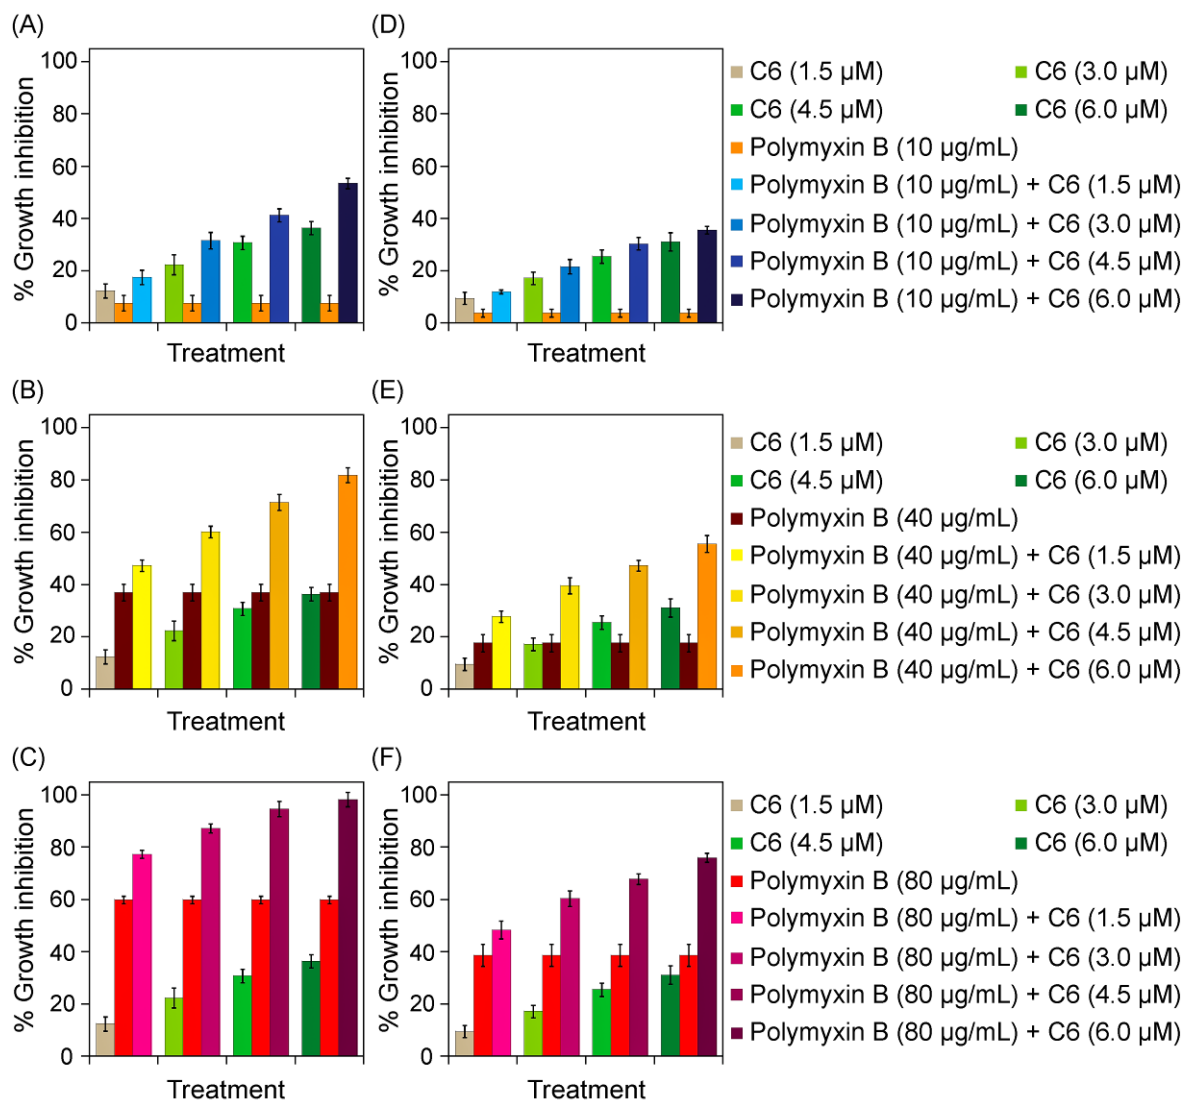 (A)
% Growth inhibition
100
80
60
40
20
0
Treatment
(D)
% Growth inhibition
100
80
60
40
20
0
Treatment
C6 (1.5 µM)
C6 (3.0 µM)
C6 (4.5 µM)
C6 (6.0 µM)
Polymyxin B (10 µg/mL)
Polymyxin B (10 µg/mL) + C6 (1.5 µM)
Polymyxin B (10 µg/mL) + C6 (3.0 µM)
Polymyxin B (10 µg/mL) + C6 (4.5 µM)
Polymyxin B (10 µg/mL) + C6 (6.0 µM)
(B)
% Growth inhibition
100
80
60
40
20
0
Treatment
(E)
% Growth inhibition
100
80
60
40
20
0
Treatment
C6 (1.5 µM)
C6 (3.0 µM)
C6 (4.5 µM)
C6 (6.0 µM)
Polymyxin B (40 µg/mL)
Polymyxin B (40 µg/mL) + C6 (1.5 µM)
Polymyxin B (40 µg/mL) + C6 (3.0 µM)
Polymyxin B (40 µg/mL) + C6 (4.5 µM)
Polymyxin B (40 µg/mL) + C6 (6.0 µM)
(C)
% Growth inhibition
100
80
60
40
20
0
Treatment
(F)
% Growth inhibition
100
80
60
40
20
0
Treatment
C6 (1.5 µM)
C6 (3.0 µM)
C6 (4.5 µM)
C6 (6.0 µM)
Polymyxin B (80 µg/mL)
Polymyxin B (80 µg/mL) + C6 (1.5 µM)
Polymyxin B (80 µg/mL) + C6 (3.0 µM)
Polymyxin B (80 µg/mL) + C6 (4.5 µM)
Polymyxin B (80 µg/mL) + C6 (6.0 µM)